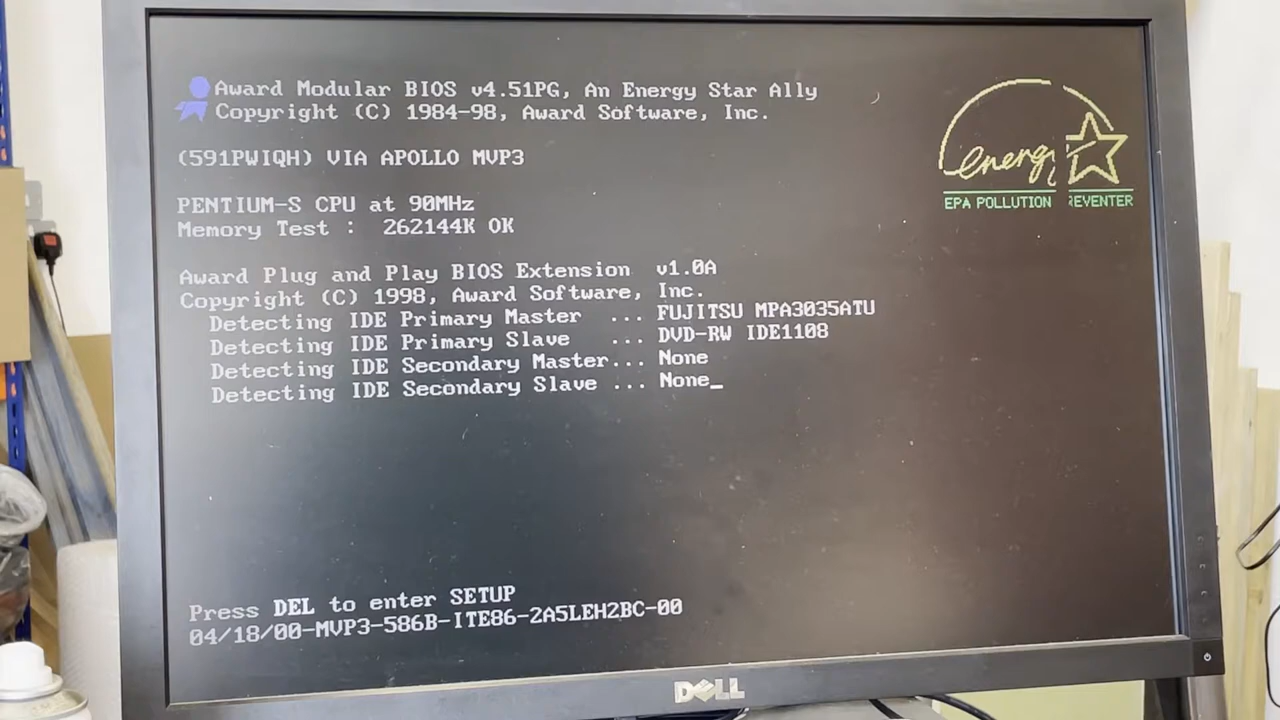 Award Modular BIOS v4.51PG, An Energy Star Ally
Copyright (C) 1984-98, Award Software, Inc.
energy
EPA POLLUTION REVENTER
(591PWIQH) VIA APOLLO MVP3
PENTIUM-S CPU at 90MHz
Memory Test : 262144K OK
Award Plug and Play BIOS Extension v1.0A
Copyright (C) 1998, Award Software, Inc.
Detecting IDE Primary Master ... FUJITSU MPA3035ATU
Detecting IDE Primary Slave ... DVD-RW IDE1108
Detecting IDE Secondary Master... None
Detecting IDE Secondary Slave ... None_
Press DEL to enter SETUP
04/18/00-MVP3-586B-ITE86-2A5LEH2BC-00
DELL